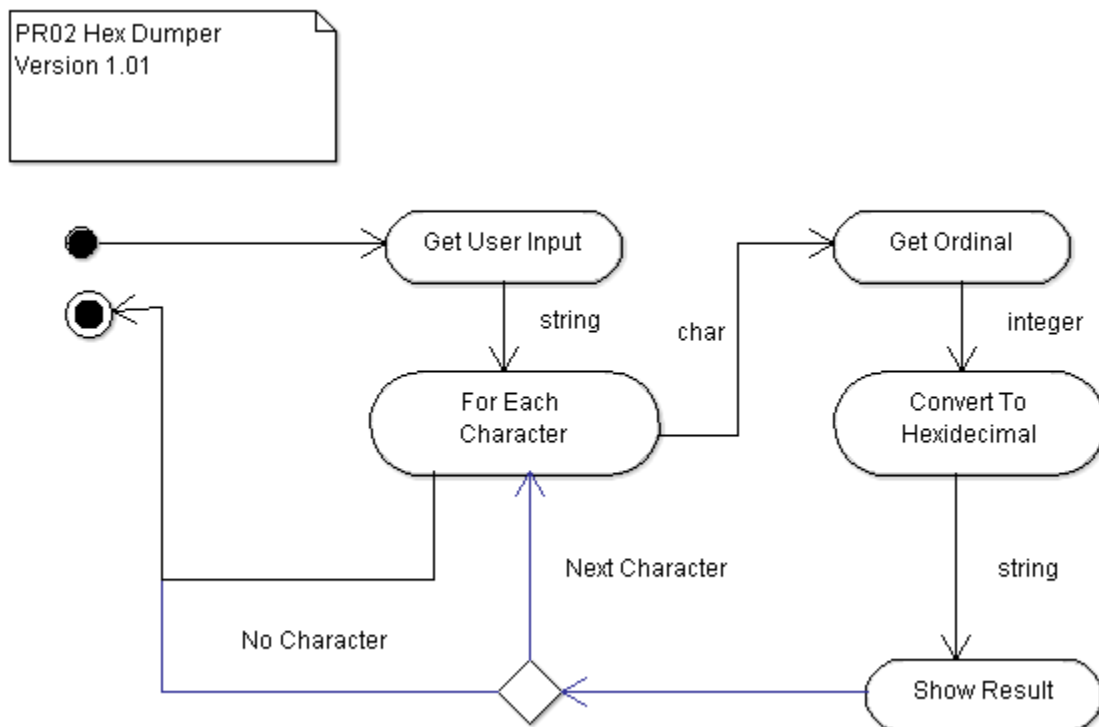 PR02 Hex Dumper
Version 1.01
Get User Input
Get Ordinal
string
char
integer
For Each
Character
Convert To
Hexidecimal
Next Character
string
No Character
Show Result